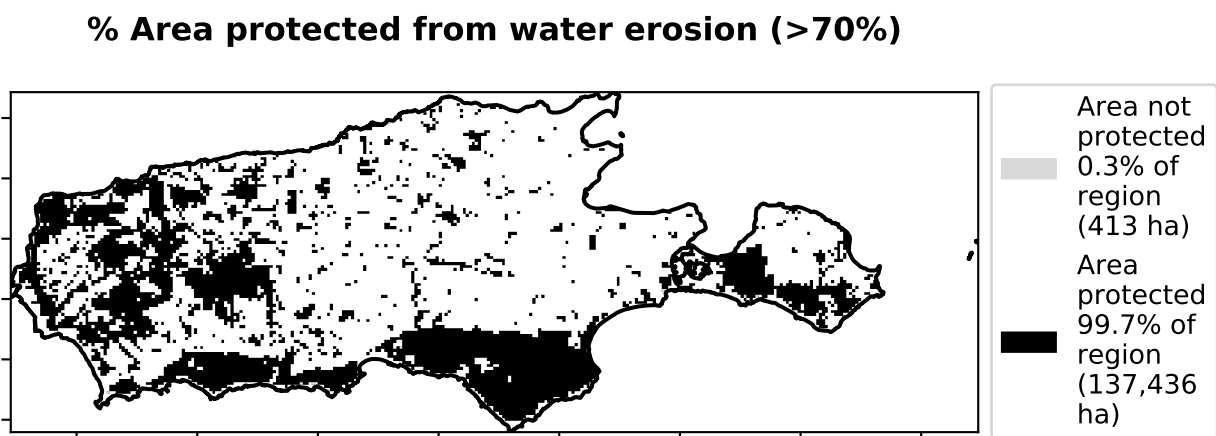 % Area protected from water erosion (>70%)
Area not
protected
0.3% of
region
(413 ha)
Area
protected
99.7% of
region
(137,436
ha)